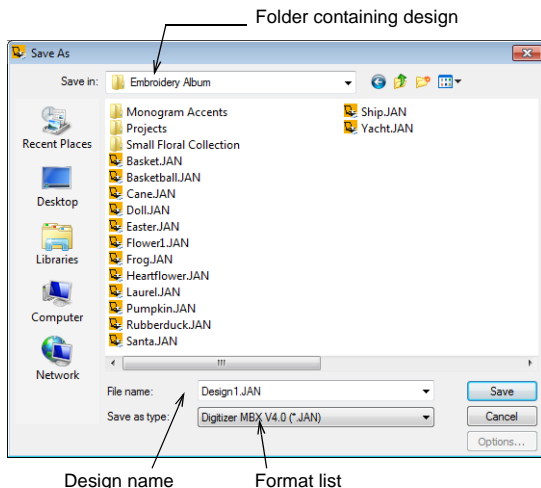 Folder containing design
Save As
Save in:
Embroidery Album
Recent Places
Desktop
Libraries
Computer
Network
Monogram Accents
Projects
Small Floral Collection
Basket.JAN
Basketball.JAN
Cane.JAN
Doll.JAN
Easter.JAN
Flower1.JAN
Frog.JAN
Heartflower.JAN
Laurel.JAN
Pumpkin.JAN
Rubberduck.JAN
Santa.JAN
Ship.JAN
Yacht.JAN
File name:
Design1.JAN
Save
Save as type:
Digitizer MBX V4.0 (*.JAN)
Cancel
Options...
Design name
Format list